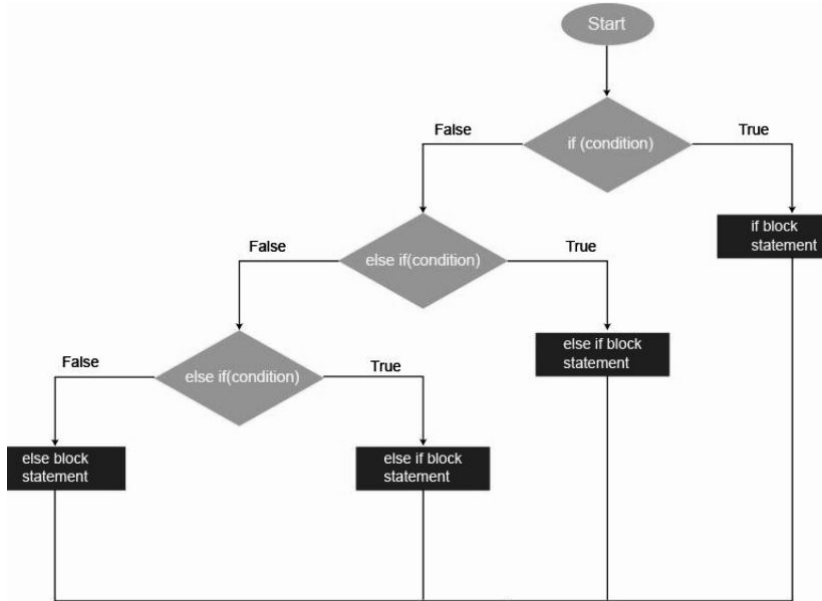 Start
False
if (condition)
True
if block
statement
False
else if(condition)
True
else if block
statement
False
else if(condition)
True
else block
statement
else if block
statement